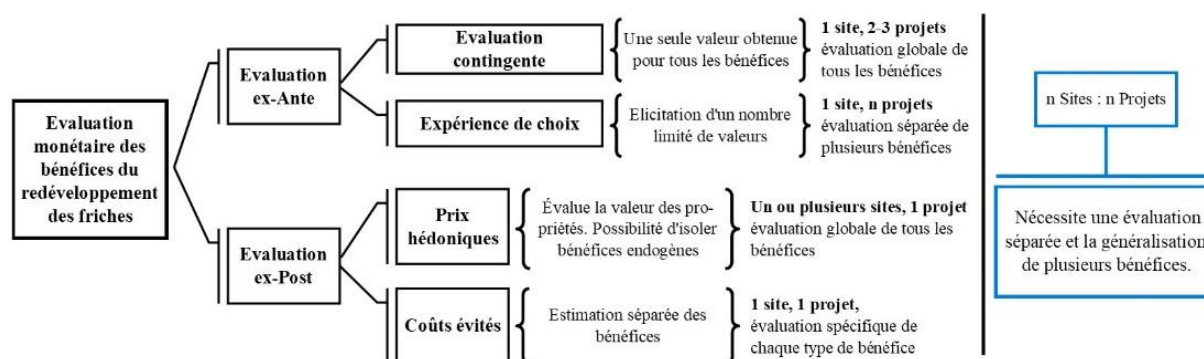 Evaluation
monétaire des
bénéfices du
redéveloppement
des friches
Evaluation
ex-Ante
Evaluation
contingente
Une seule valeur obtenue
pour tous les bénéfices
1 site, 2-3 projets
évaluation globale de
tous les bénéfices
Expérience de choix
Elicitation d'un nombre
limité de valeurs
1 site, n projets
évaluation séparée de
plusieurs bénéfices
Evaluation
ex-Post
Prix
hédoniques
Évalue la valeur des pro-
priétés. Possibilité d'isoler
bénéfices endogènes
Un ou plusieurs sites, 1 projet
évaluation globale de tous les
bénéfices
Coûts évités
Estimation séparée des
bénéfices
1 site, 1 projet,
évaluation spécifique de
chaque type de bénéfice
n Sites : n Projets
Nécessite une évaluation
séparée et la généralisation
de plusieurs bénéfices.